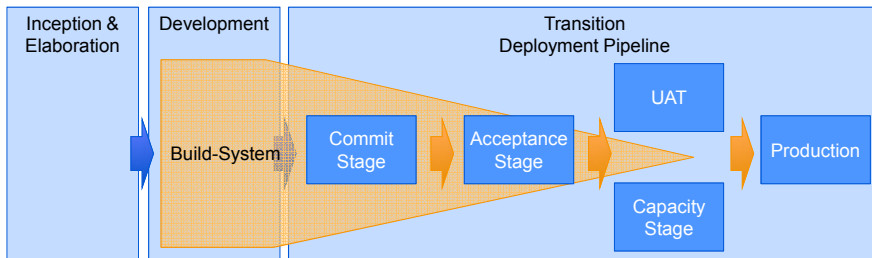 Inception &
Elaboration
Development
Transition
Deployment Pipeline
Build-System
Commit
Stage
Acceptance
Stage
UAT
Capacity
Stage
Production